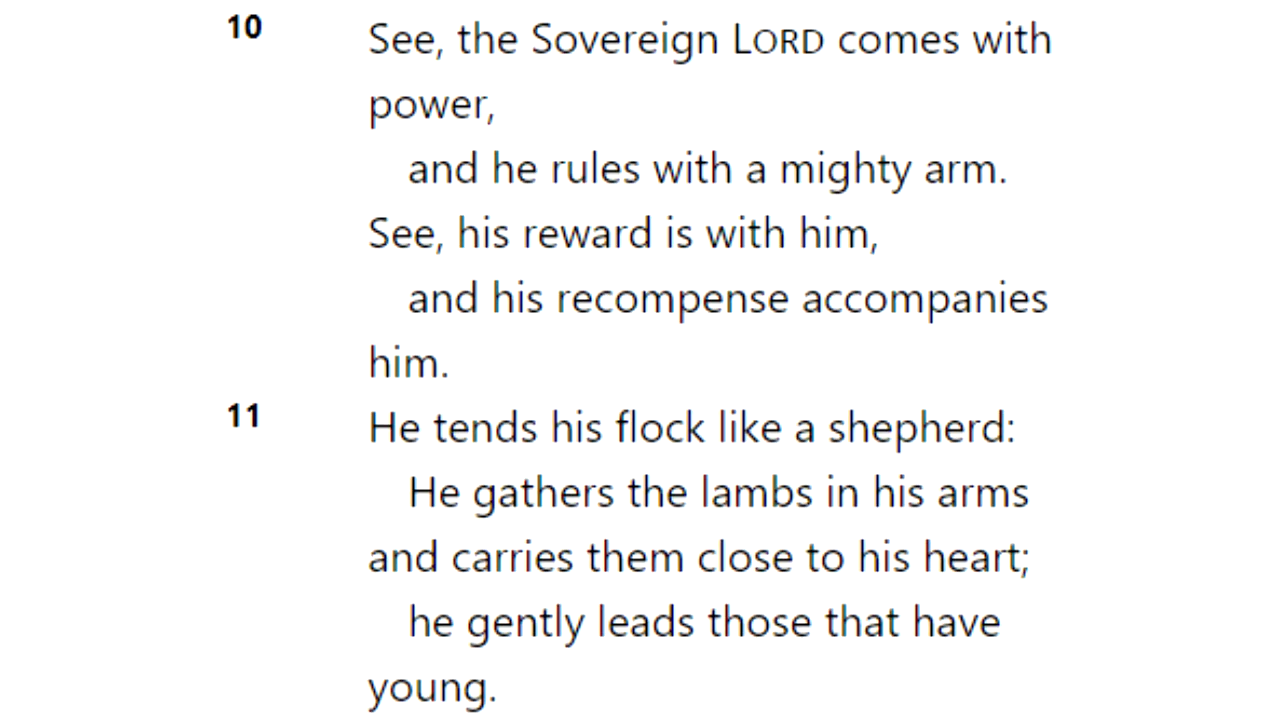 10 See, the Sovereign LORD comes with
power,
and he rules with a mighty arm.
See, his reward is with him,
and his recompense accompanies
him.
11 He tends his flock like a shepherd:
He gathers the lambs in his arms
and carries them close to his heart;
he gently leads those that have
young.